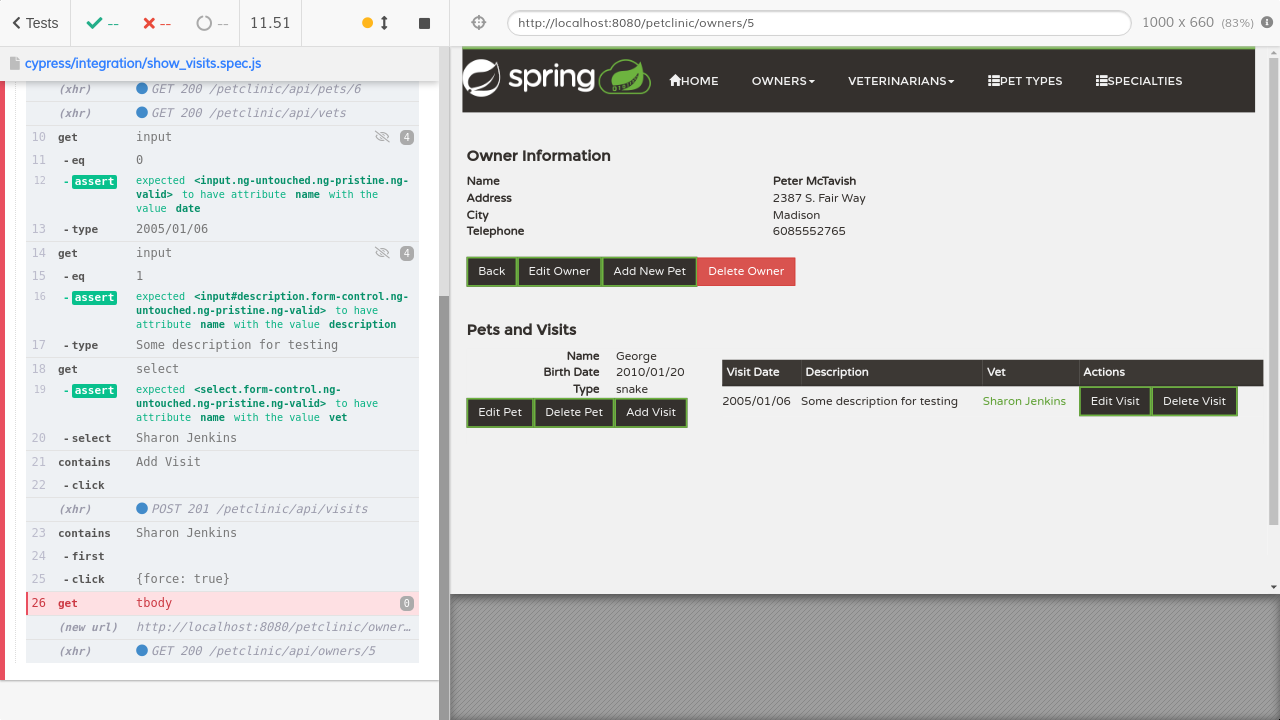 Tests
--
--
--
11.51
http://localhost:8080/petclinic/owners/5
1000 x 660 (83%)
cypress/integration/show_visits.spec.js
(xhr) GET 200 /petclinic/api/pets/6
(xhr) GET 200 /petclinic/api/vets
10 get input 4
11 -eq 0
12 -assert expected <input.ng-untouched.ng-pristine.ng-
valid> to have attribute name with the
value date
13 -type 2005/01/06
14 get input 4
15 -eq 1
16 -assert expected <input#description.form-control.ng-
untouched.ng-pristine.ng-valid> to have
attribute name with the value description
17 -type Some description for testing
18 get select
19 -assert expected <select.form-control.ng-
untouched.ng-pristine.ng-valid> to have
attribute name with the value vet
20 -select Sharon Jenkins
21 contains Add Visit
22 -click
(xhr) POST 201 /petclinic/api/visits
23 contains Sharon Jenkins
24 -first
25 -click {force: true}
26 get tbody 0
(new url) http://localhost:8080/petclinic/owner…
(xhr) GET 200 /petclinic/api/owners/5
spring
HOME
OWNERS
VETERINARIANS
PET TYPES
SPECIALTIES
Owner Information
Name Peter McTavish
Address 2387 S. Fair Way
City Madison
Telephone 6085552765
Back Edit Owner Add New Pet Delete Owner
Pets and Visits
Name George
Birth Date 2010/01/20
Type snake
Edit Pet Delete Pet Add Visit
Visit Date Description Vet Actions
2005/01/06 Some description for testing Sharon Jenkins Edit Visit Delete Visit